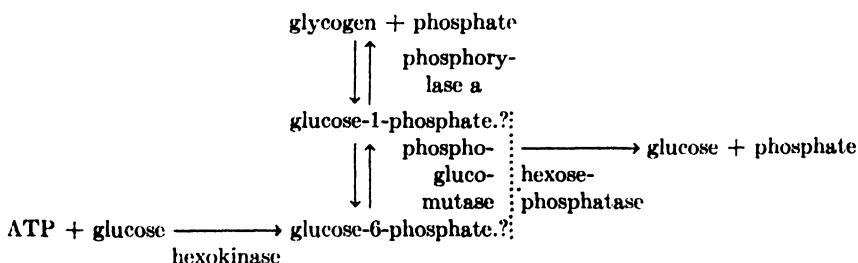 glycogen + phosphate
phosphory-
lase a
glucose-1-phosphate.?
phospho-
gluco-
mutase
glucose + phosphate
hexose-
phosphatase
ATP + glucose
hexokinase
glucose-6-phosphate.?